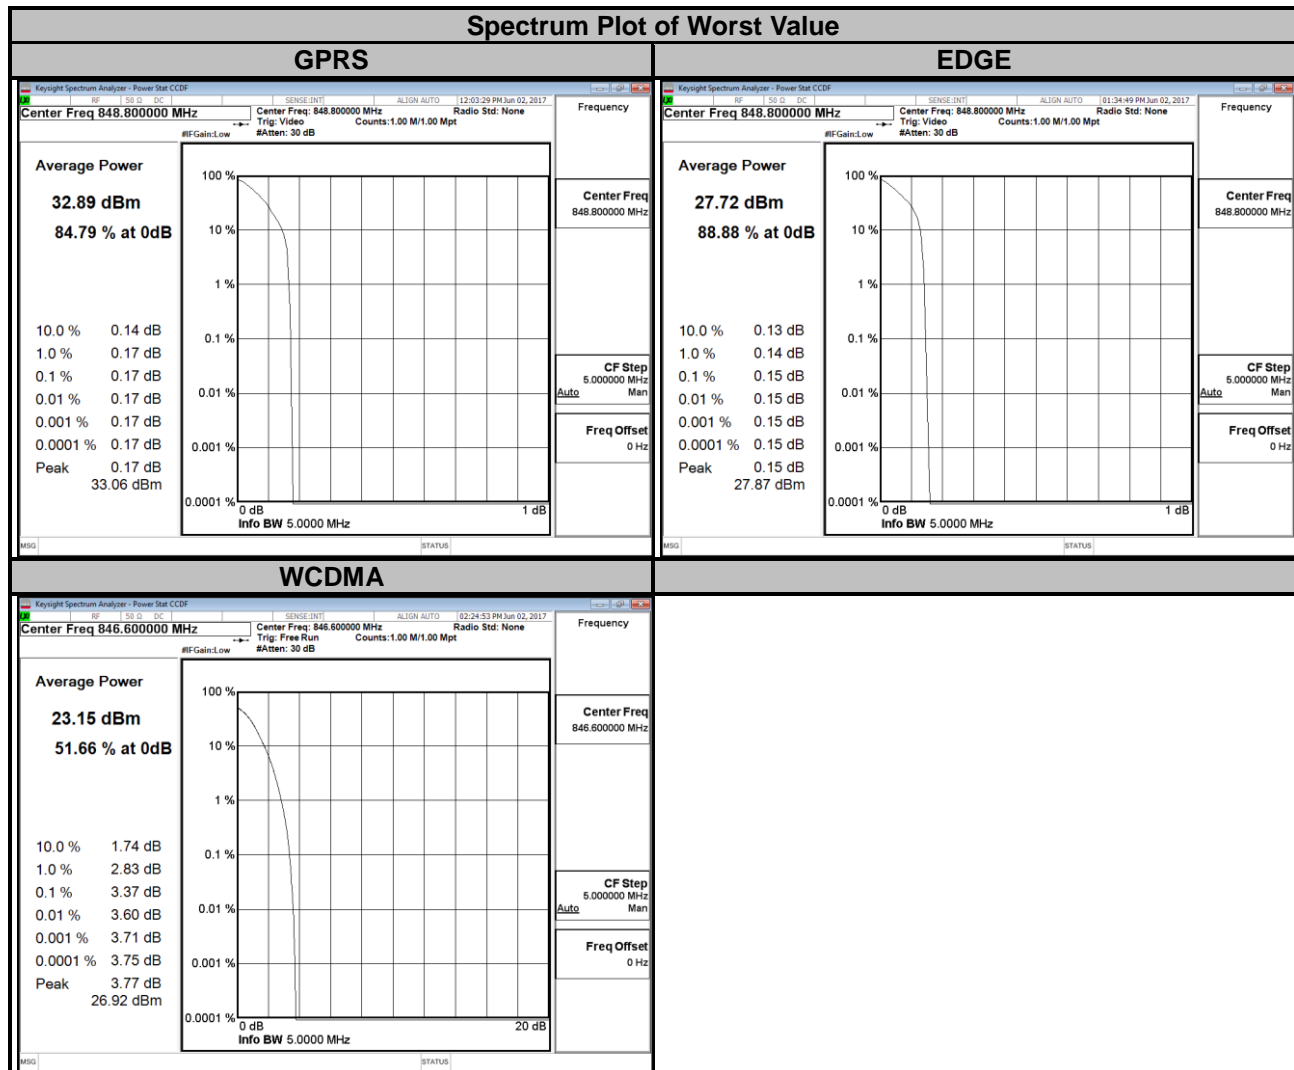 Spectrum Plot of Worst Value
GPRS
Keysight Spectrum Analyzer - Power Stat CCDF
RF 50 Ω DC SENSE:INT ALIGN AUTO 12:03:29 PM Jun 02, 2017
Center Freq 848.800000 MHz
Center Freq: 848.800000 MHz Radio Std: None
Trig: Video Counts:1.00 M/1.00 Mpt
#IFGain:Low #Atten: 30 dB
Frequency
Average Power
32.89 dBm
84.79 % at 0dB
10.0 % 0.14 dB
1.0 % 0.17 dB
0.1 % 0.17 dB
0.01 % 0.17 dB
0.001 % 0.17 dB
0.0001 % 0.17 dB
Peak 0.17 dB
33.06 dBm
100 %
10 %
1 %
0.1 %
0.01 %
0.001 %
0.0001 %
0 dB 1 dB
Info BW 5.0000 MHz
Center Freq
848.800000 MHz
CF Step
5.000000 MHz
Auto Man
Freq Offset
0 Hz
MSG STATUS
EDGE
Keysight Spectrum Analyzer - Power Stat CCDF
RF 50 Ω DC SENSE:INT ALIGN AUTO 01:34:49 PM Jun 02, 2017
Center Freq 848.800000 MHz
Center Freq: 848.800000 MHz Radio Std: None
Trig: Video Counts:1.00 M/1.00 Mpt
#IFGain:Low #Atten: 30 dB
Frequency
Average Power
27.72 dBm
88.88 % at 0dB
10.0 % 0.13 dB
1.0 % 0.14 dB
0.1 % 0.15 dB
0.01 % 0.15 dB
0.001 % 0.15 dB
0.0001 % 0.15 dB
Peak 0.15 dB
27.87 dBm
100 %
10 %
1 %
0.1 %
0.01 %
0.001 %
0.0001 %
0 dB 1 dB
Info BW 5.0000 MHz
Center Freq
848.800000 MHz
CF Step
5.000000 MHz
Auto Man
Freq Offset
0 Hz
MSG STATUS
WCDMA
Keysight Spectrum Analyzer - Power Stat CCDF
RF 50 Ω DC SENSE:INT ALIGN AUTO 02:24:53 PM Jun 02, 2017
Center Freq 846.600000 MHz
Center Freq: 846.600000 MHz Radio Std: None
Trig: Free Run Counts:1.00 M/1.00 Mpt
#IFGain:Low #Atten: 30 dB
Frequency
Average Power
23.15 dBm
51.66 % at 0dB
10.0 % 1.74 dB
1.0 % 2.83 dB
0.1 % 3.37 dB
0.01 % 3.60 dB
0.001 % 3.71 dB
0.0001 % 3.75 dB
Peak 3.77 dB
26.92 dBm
100 %
10 %
1 %
0.1 %
0.01 %
0.001 %
0.0001 %
0 dB 20 dB
Info BW 5.0000 MHz
Center Freq
846.600000 MHz
CF Step
5.000000 MHz
Auto Man
Freq Offset
0 Hz
MSG STATUS